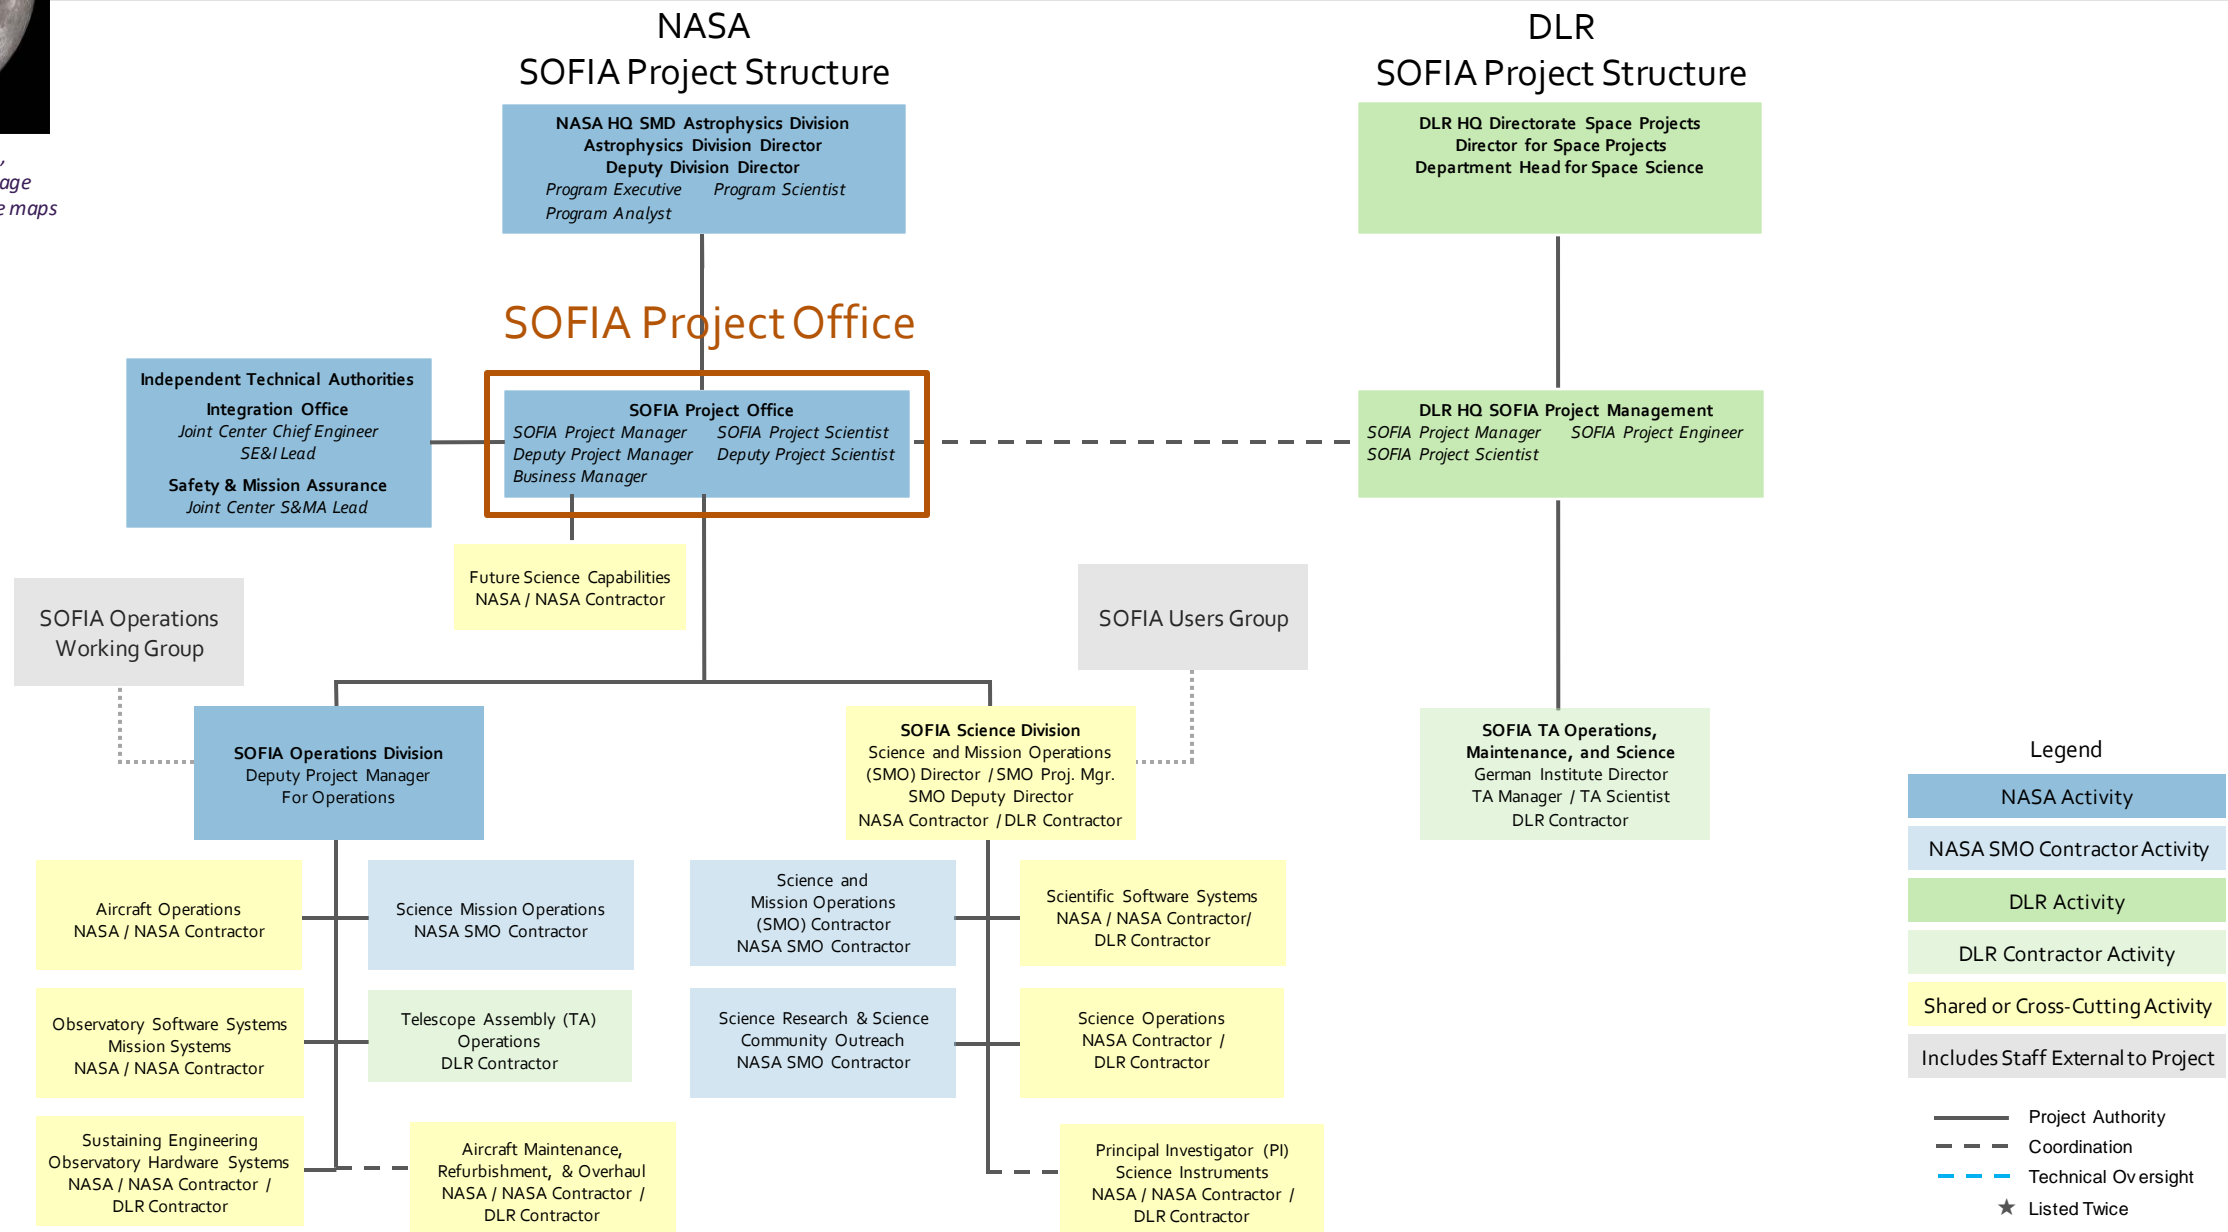 NASA
SOFIA Project Structure
DLR
SOFIA Project Structure
NASA HQ SMD Astrophysics Division
Astrophysics Division Director
Deputy Division Director
Program Executive Program Scientist
Program Analyst
DLR HQ Directorate Space Projects
Director for Space Projects
Department Head for Space Science
age
maps
SOFIA Project Office
Independent Technical Authorities
Integration Office
Joint Center Chief Engineer
SE&I Lead
Safety & Mission Assurance
Joint Center S&MA Lead
SOFIA Project Office
SOFIA Project Manager SOFIA Project Scientist
Deputy Project Manager Deputy Project Scientist
Business Manager
DLR HQ SOFIA Project Management
SOFIA Project Manager SOFIA Project Engineer
SOFIA Project Scientist
Future Science Capabilities
NASA / NASA Contractor
SOFIA Operations
Working Group
SOFIA Users Group
SOFIA Operations Division
Deputy Project Manager
For Operations
SOFIA Science Division
Science and Mission Operations
(SMO) Director / SMO Proj. Mgr.
SMO Deputy Director
NASA Contractor / DLR Contractor
SOFIA TA Operations,
Maintenance, and Science
German Institute Director
TA Manager / TA Scientist
DLR Contractor
Aircraft Operations
NASA / NASA Contractor
Science Mission Operations
NASA SMO Contractor
Science and
Mission Operations
(SMO) Contractor
NASA SMO Contractor
Scientific Software Systems
NASA / NASA Contractor/
DLR Contractor
Observatory Software Systems
Mission Systems
NASA / NASA Contractor
Telescope Assembly (TA)
Operations
DLR Contractor
Science Research & Science
Community Outreach
NASA SMO Contractor
Science Operations
NASA Contractor /
DLR Contractor
Sustaining Engineering
Observatory Hardware Systems
NASA / NASA Contractor /
DLR Contractor
Aircraft Maintenance,
Refurbishment, & Overhaul
NASA / NASA Contractor /
DLR Contractor
Principal Investigator (PI)
Science Instruments
NASA / NASA Contractor /
DLR Contractor
Legend
NASA Activity
NASA SMO Contractor Activity
DLR Activity
DLR Contractor Activity
Shared or Cross-Cutting Activity
Includes Staff External to Project
Project Authority
Coordination
Technical Oversight
Listed Twice